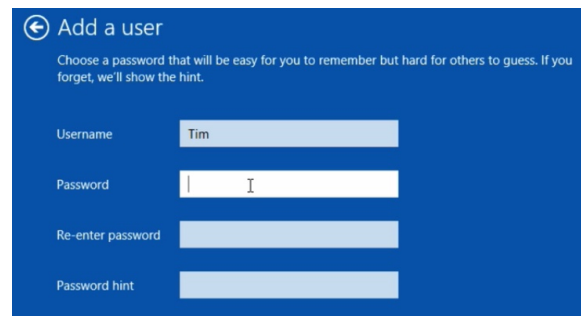 Add a user
Choose a password that will be easy for you to remember but hard for others to guess. If you
forget, we'll show the hint.
Username
Tim
Password
Re-enter password
Password hint